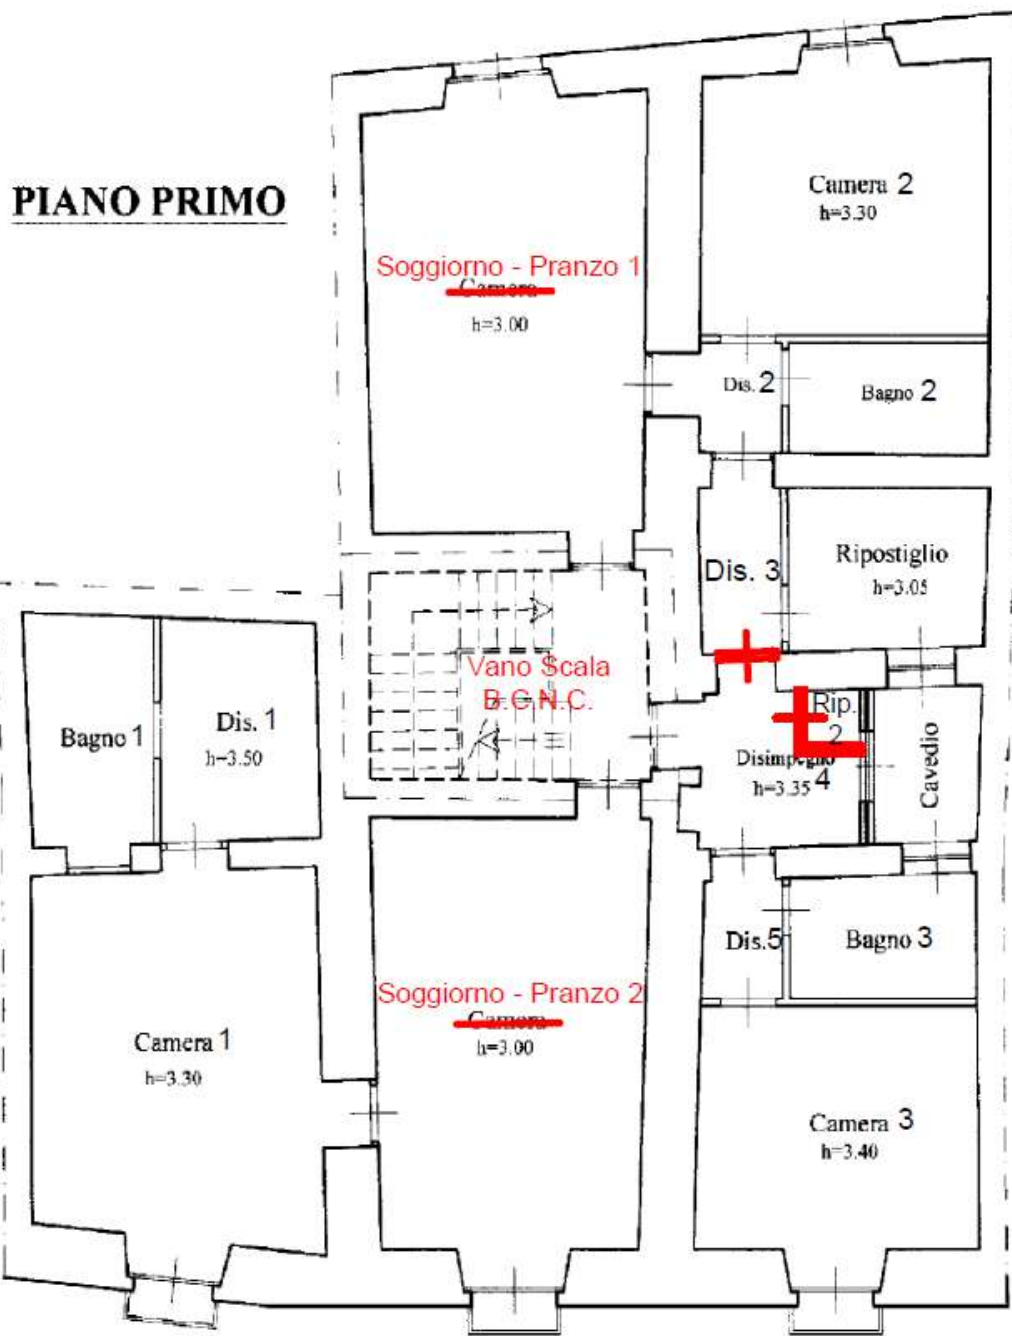 PIANO PRIMO
Camera 2
h=3.30
Soggiorno - Pranzo 1
Camera
h=3.00
Dis. 2
Bagno 2
Ripostiglio
h=3.05
Dis. 3
Vano Scala
B.C.N.C.
Rip.
2
Bagno 1
Dis. 1
h=3.50
Disimpegno
h=3.35 4
Cavedio
Dis.5
Bagno 3
Soggiorno - Pranzo 2
Camera
h=3.00
Camera 1
h=3.30
Camera 3
h=3.40